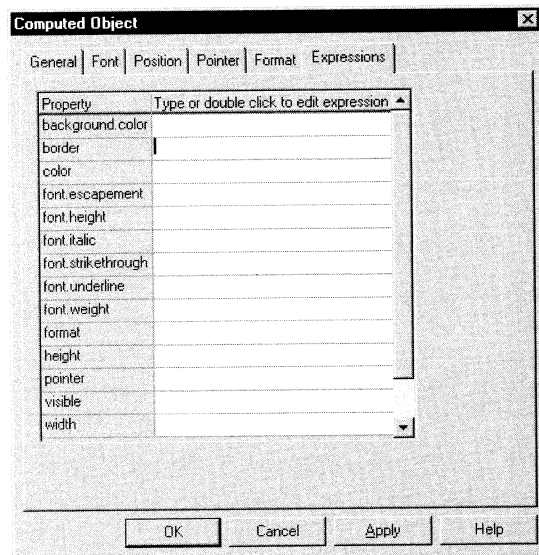 Computed Object
General Font Position Pointer Format Expressions
Property Type or double click to edit expression
background.color
border
color
font.escapement
font.height
font.italic
font.strikethrough
font.underline
font.weight
format
height
pointer
visible
width
OK Cancel Apply Help